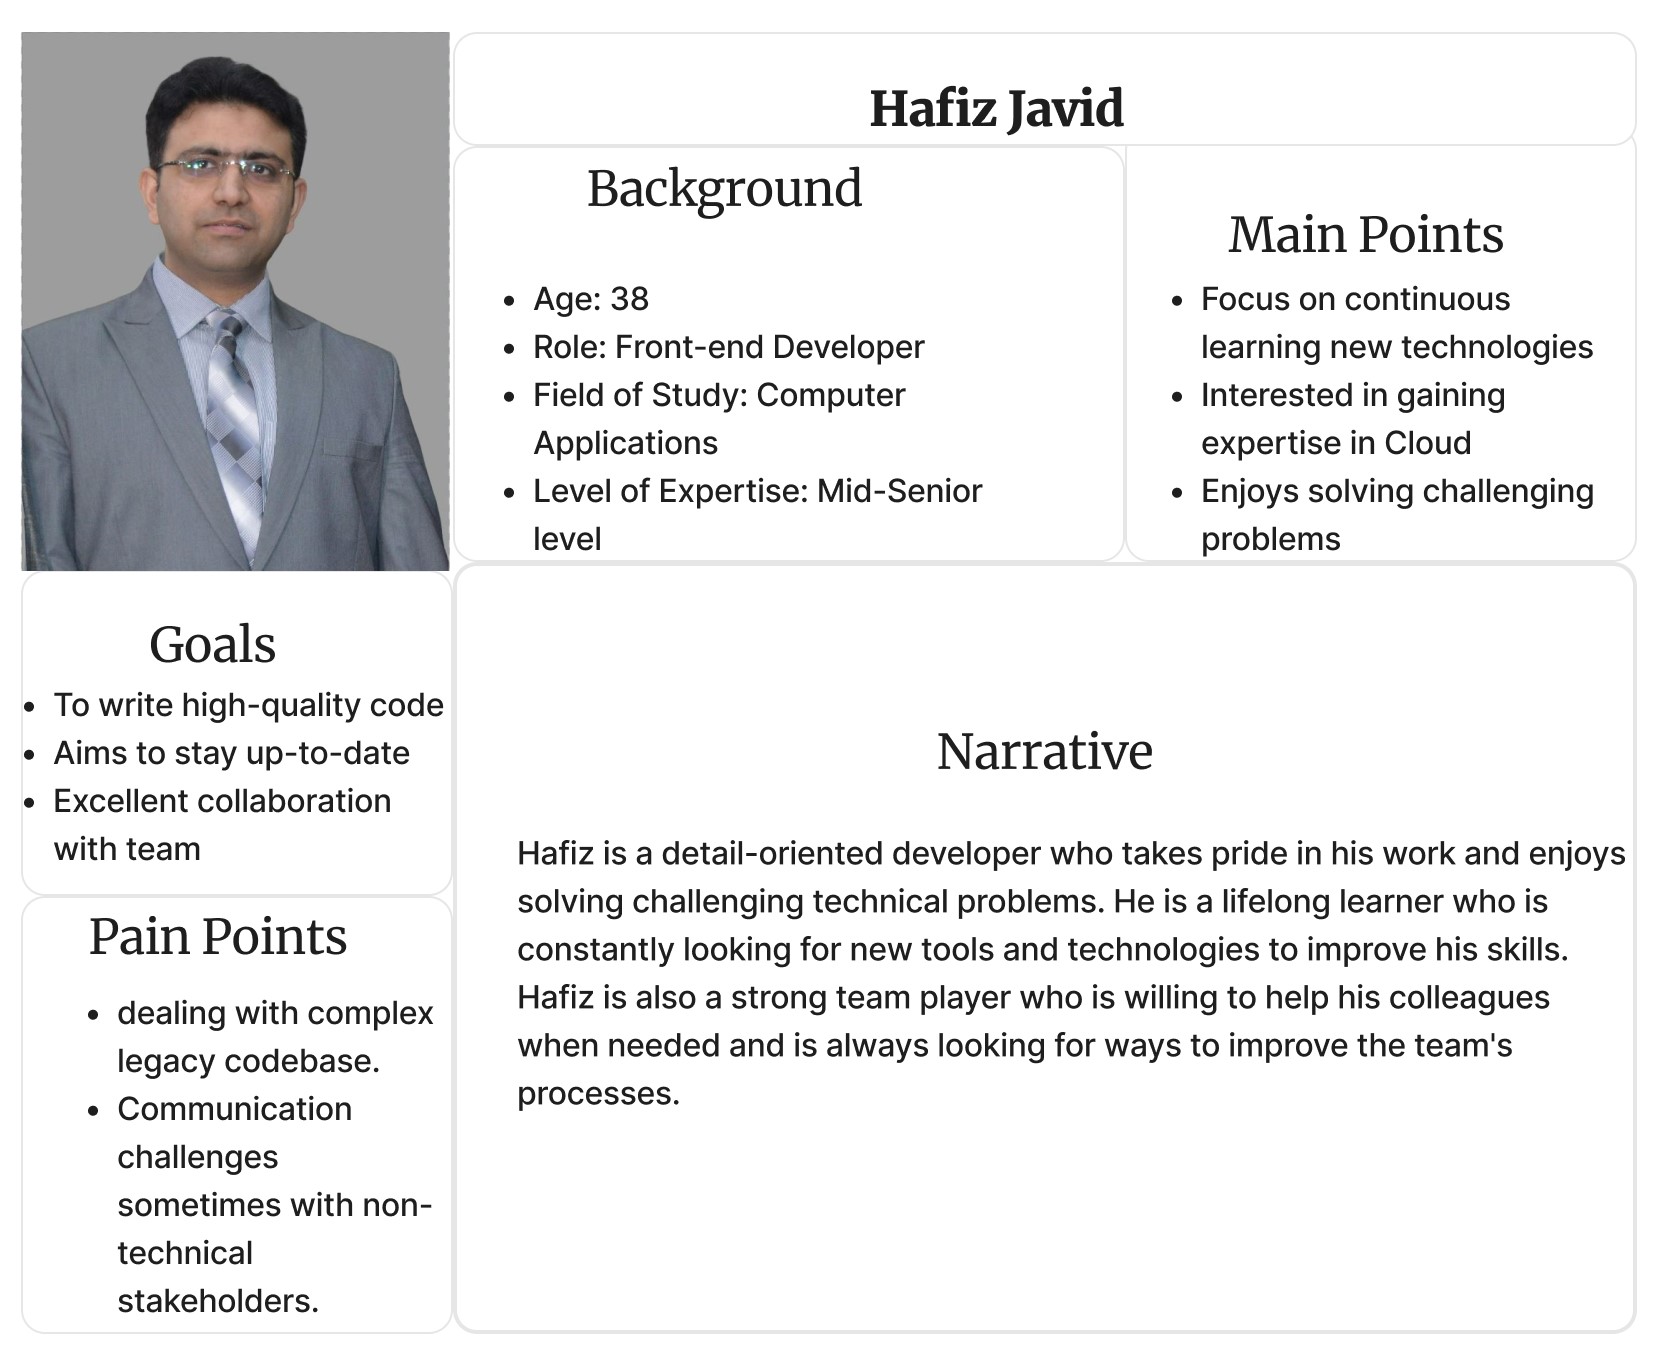 Hafiz Javid
Background
• Age: 38
• Role: Front-end Developer
• Field of Study: Computer
Applications
• Level of Expertise: Mid-Senior
level
Main Points
• Focus on continuous
learning new technologies
• Interested in gaining
expertise in Cloud
• Enjoys solving challenging
problems
Goals
• To write high-quality code
• Aims to stay up-to-date
• Excellent collaboration
with team
Pain Points
• dealing with complex
legacy codebase.
• Communication
challenges
sometimes with non-
technical
stakeholders.
Narrative
Hafiz is a detail-oriented developer who takes pride in his work and enjoys
solving challenging technical problems. He is a lifelong learner who is
constantly looking for new tools and technologies to improve his skills.
Hafiz is also a strong team player who is willing to help his colleagues
when needed and is always looking for ways to improve the team's
processes.